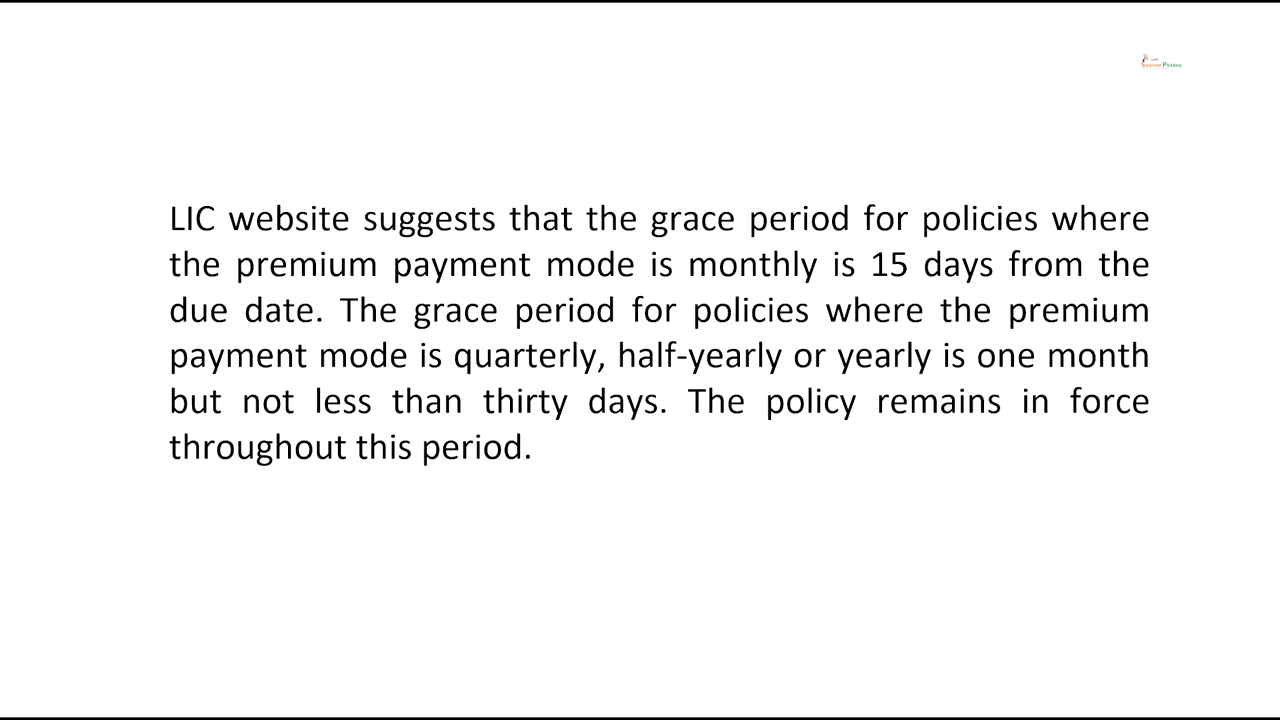 SWAYAM PRABHA
LIC website suggests that the grace period for policies where
the premium payment mode is monthly is 15 days from the
due date. The grace period for policies where the premium
payment mode is quarterly, half-yearly or yearly is one month
but not less than thirty days. The policy remains in force
throughout this period.